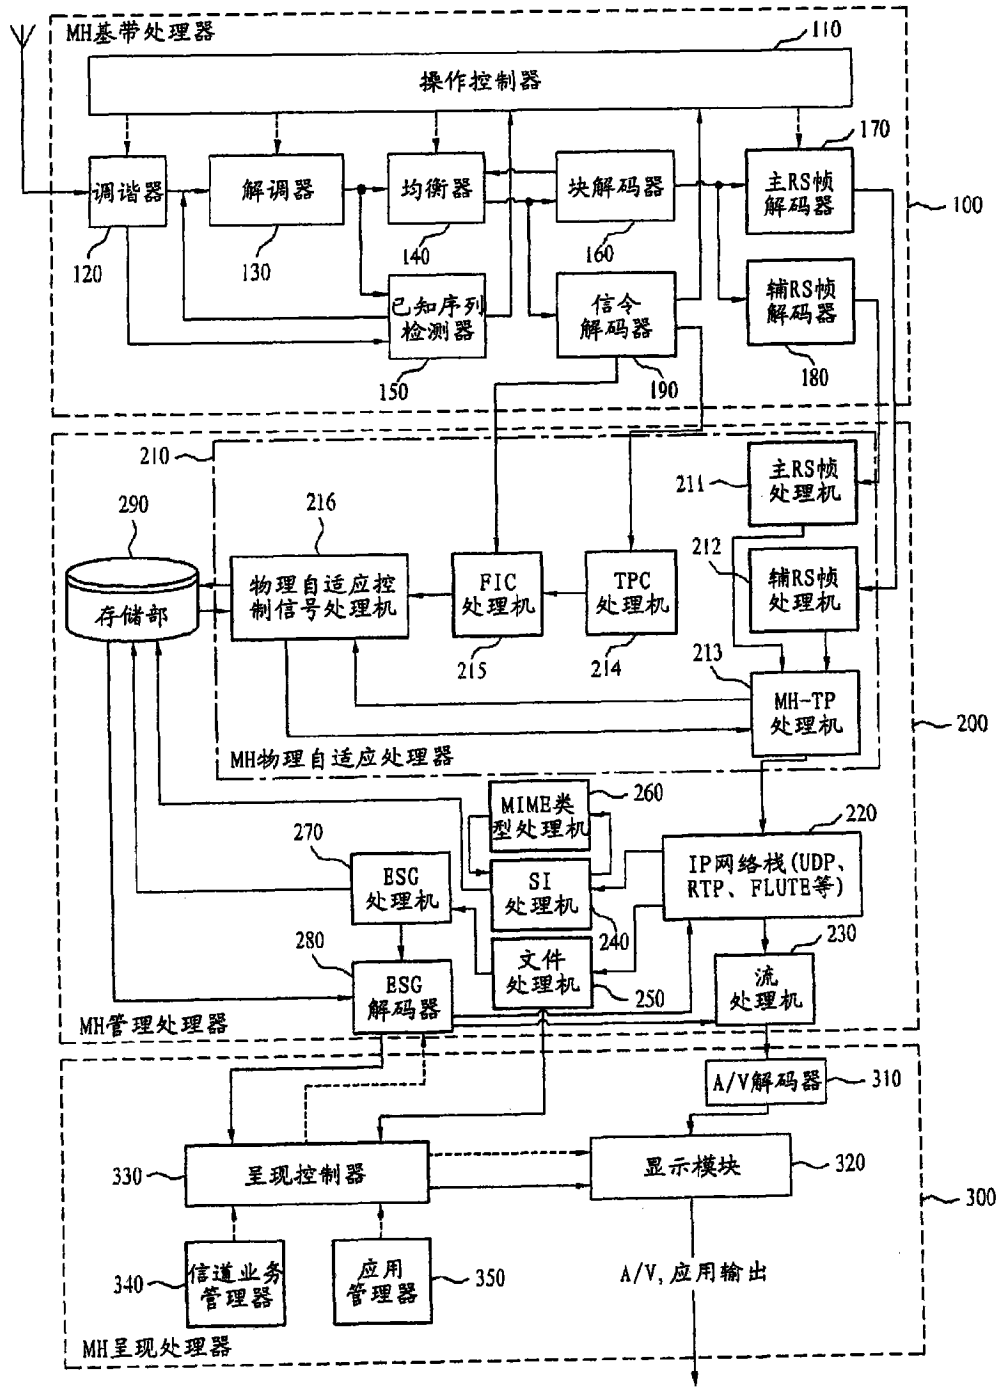 MH基带处理器
110
操作控制器
170
调谐器
解调器
均衡器
块解码器
主RS帧
解码器
100
120
130
140
160
已知序列
检测器
信令
解码器
辅RS帧
解码器
150
190
180
210
主RS帧
处理机
211
290
216
212
物理自适应控
制信号处理机
FIC
处理机
TPC
处理机
辅RS帧
处理机
存储部
215
214
213
MH-TP
处理机
200
MH物理自适应处理器
MIME类
型处理机
260
220
270
ESG
处理机
SI
处理机
IP网络栈(UDP、
RTP、FLUTE等)
240
230
280
文件
处理机
流
处理机
ESG
解码器
250
MH管理处理器
A/V解码器
310
330
呈现控制器
显示模块
320
300
340
信道业务
管理器
应用
管理器
350
A/V,应用输出
MH呈现处理器